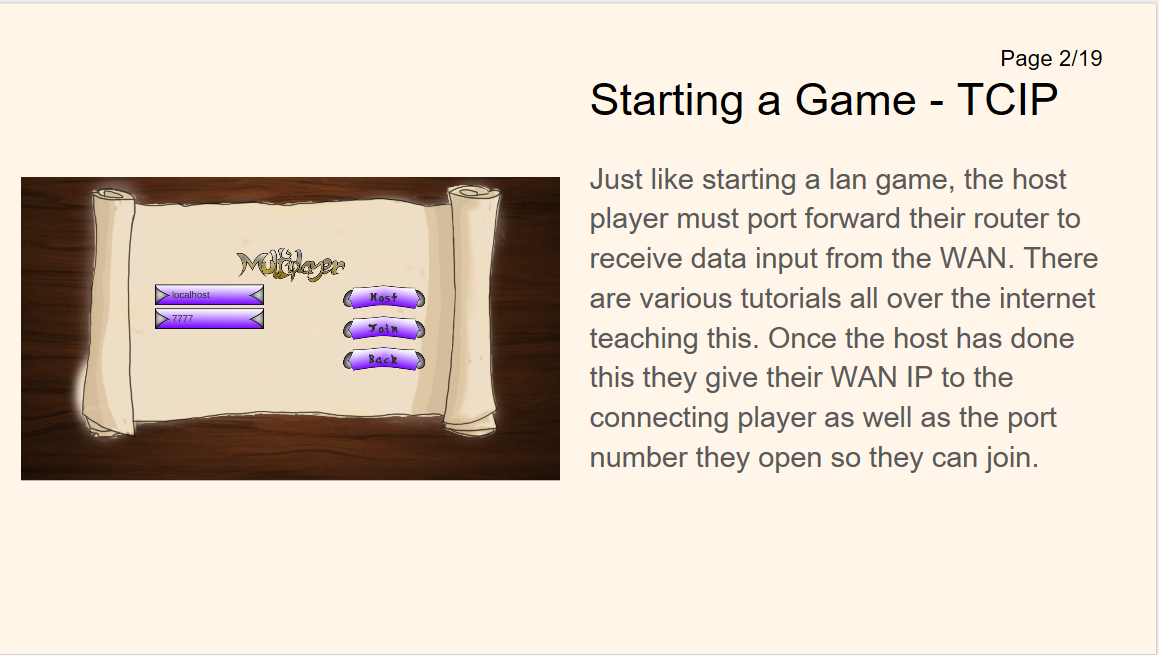 Page 2/19
Starting a Game - TCIP
Just like starting a lan game, the host
player must port forward their router to
receive data input from the WAN. There
are various tutorials all over the internet
teaching this. Once the host has done
this they give their WAN IP to the
connecting player as well as the port
number they open so they can join.
Multiplayer
localhost
7777
Host
Join
Back